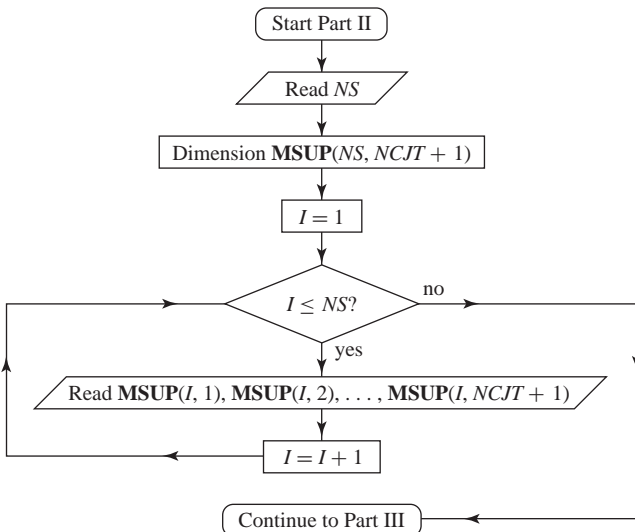 Start Part II
Read NS
Dimension MSUP(NS, NCJT + 1)
I = 1
I ≤ NS?
no
yes
Read MSUP(I, 1), MSUP(I, 2), . . . , MSUP(I, NCJT + 1)
I = I + 1
Continue to Part III